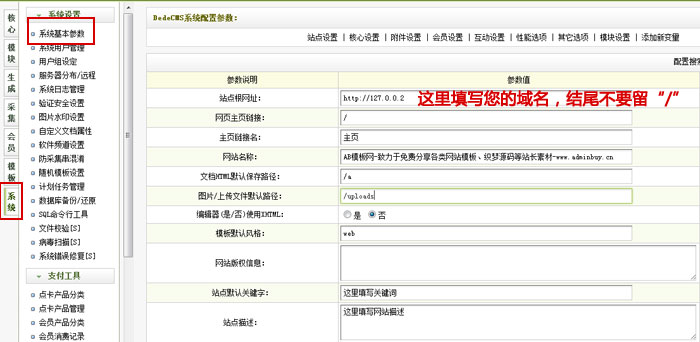 核心
模块
生成
采集
会员
模板
系统
系统设置
系统基本参数
系统用户管理
用户组设定
服务器分布/远程
系统日志管理
验证安全设置
图片水印设置
自定义文档属性
软件频道设置
防采集串混淆
随机模板设置
计划任务管理
数据库备份/还原
SQL命令行工具
文件校验[S]
病毒扫描[S]
系统错误修复[S]
支付工具
点卡产品分类
点卡产品管理
会员产品分类
会员消费记录
DedeCMS系统配置参数：
站点设置 | 核心设置 | 附件设置 | 会员设置 | 互动设置 | 性能选项 | 其它选项 | 模块设置 | 添加新变量
参数说明 参数值
站点根网址： http://127.0.0.2 这里填写您的域名，结尾不要留“/”
网页主页链接： /
主页链接名： 主页
网站名称： AB模板网-致力于免费分享各类网站模板、织梦源码等站长素材-www.adminbuy.cn
文档HTML默认保存路径： /a
图片/上传文件默认路径： /uploads
编辑器(是/否)使用XHTML： 是 否
模板默认风格： web
网站版权信息：
站点默认关键字： 这里填写关键词
站点描述： 这里填写网站描述